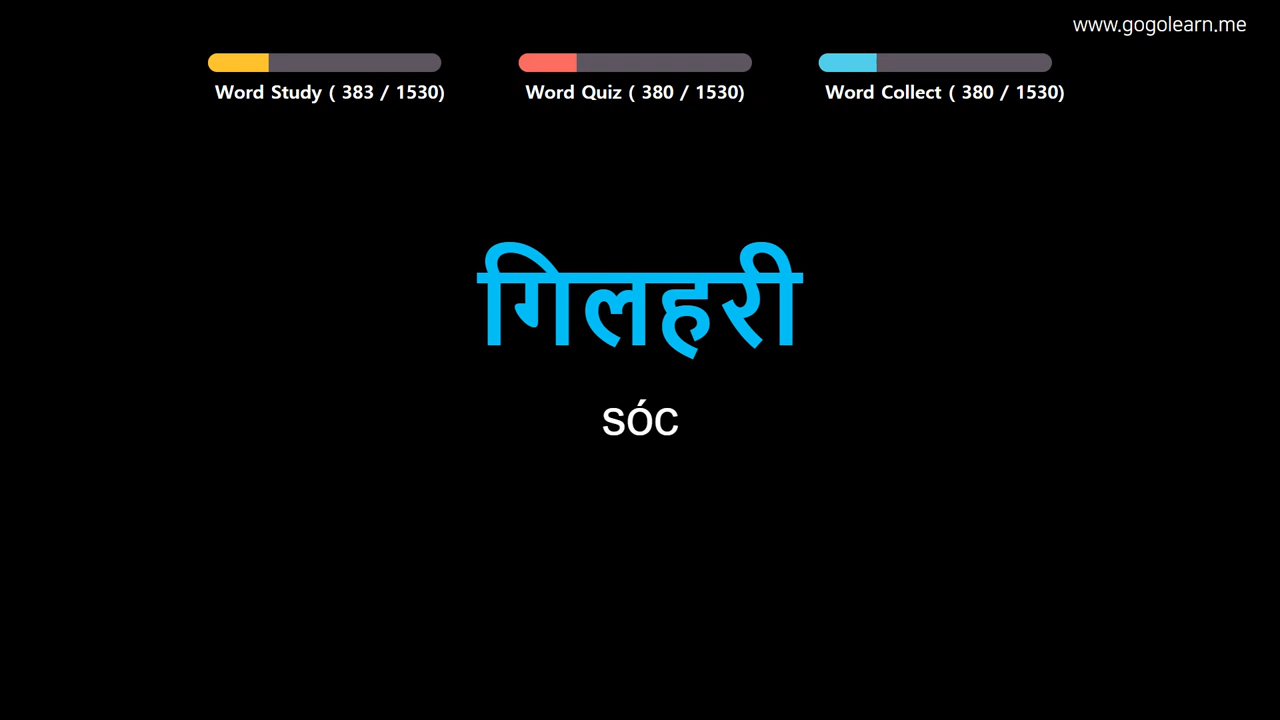 www.gogolearn.me
Word Study ( 383 / 1530)
Word Quiz ( 380 / 1530)
Word Collect ( 380 / 1530)
गिलहरी
sóc